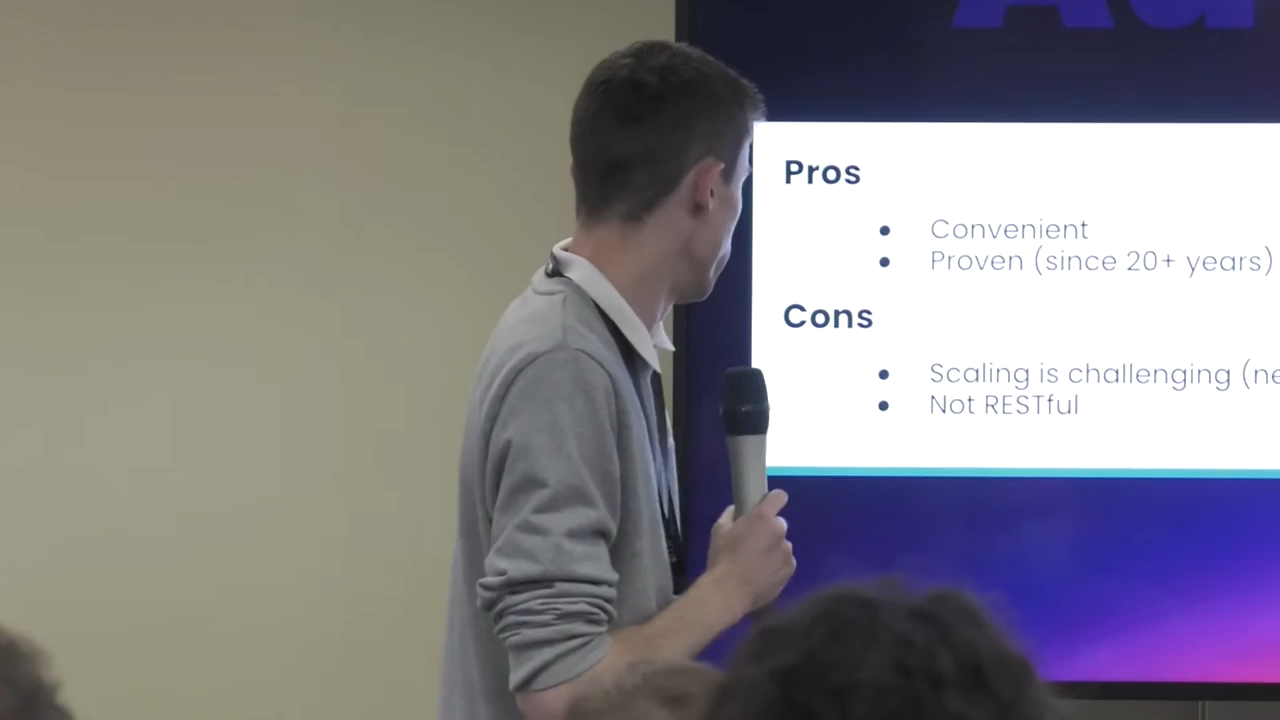 Pros
Convenient
Proven (since 20+ years)
Cons
Scaling is challenging
Not RESTful